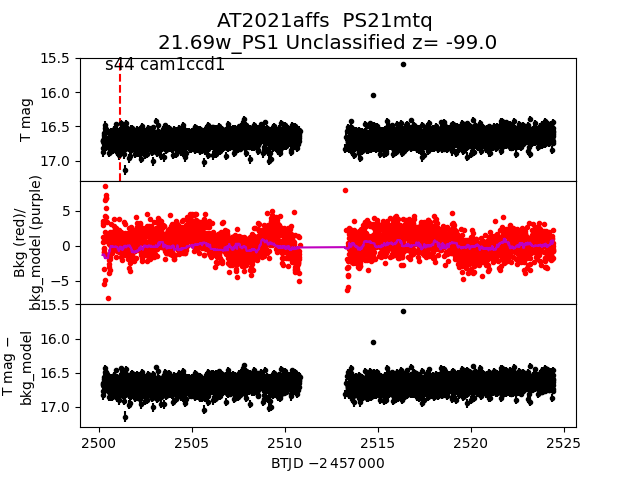 AT2021affs  PS21mtq
21.69w_PS1 Unclassified z= -99.0
s44 cam1ccd1
15.5
16.0
16.5
17.0
T mag
5
0
−5
Bkg (red)/
bkg_model (purple)
15.5
16.0
16.5
17.0
T mag −
bkg_model
2500 2505 2510 2515 2520 2525
BTJD −2 457 000